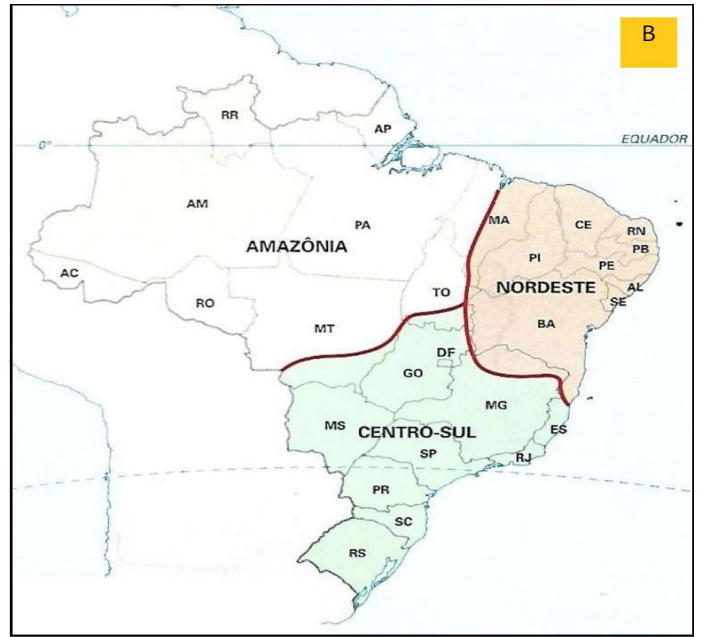 B
RR
AP
EQUADOR
0°
AM
PA
MA
CE
RN
PB
AMAZÔNIA
PI
PE
AC
NORDESTE
AL
RO
TO
SE
MT
BA
DF
GO
MG
MS
CENTRO-SUL
ES
SP
RJ
PR
SC
RS